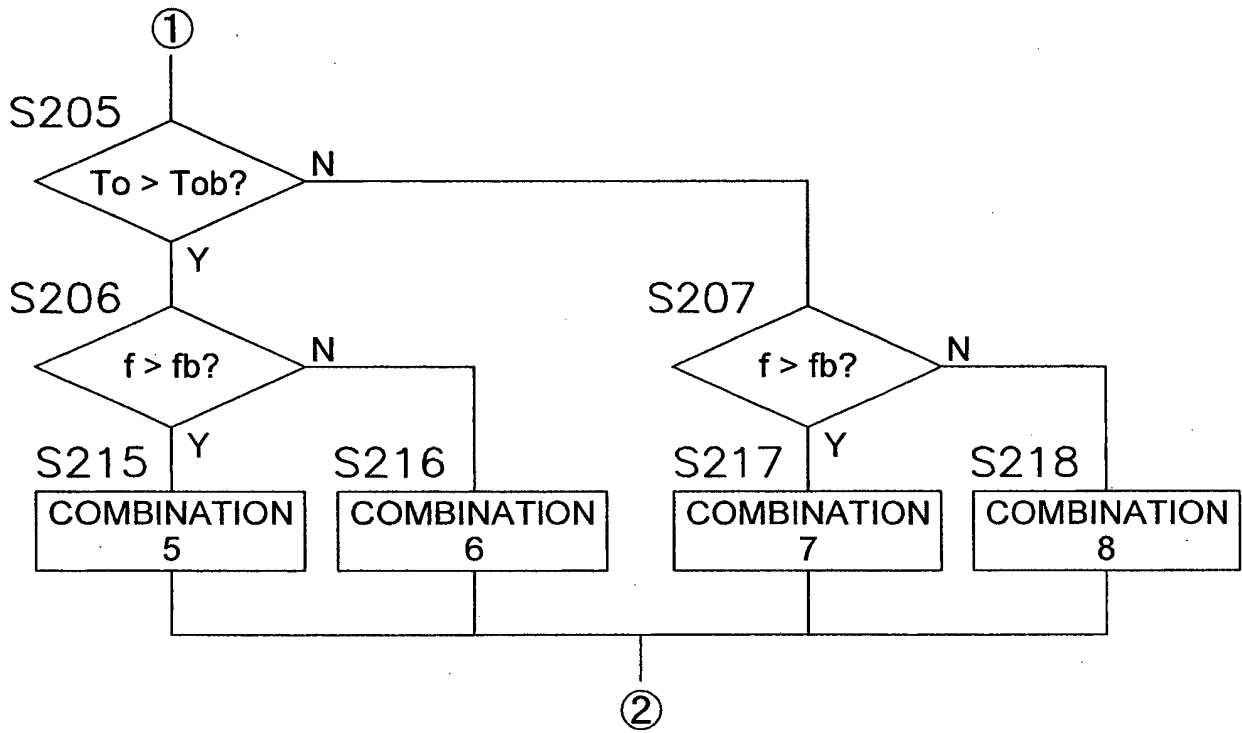 ①
S205
To > Tob?
N
Y
S206
f > fb?
N
Y
S207
f > fb?
N
Y
S215
COMBINATION
5
S216
COMBINATION
6
S217
COMBINATION
7
S218
COMBINATION
8
②